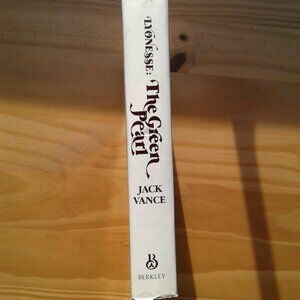 LYONESSE:
The Green
Pearl
JACK
VANCE
B
BERKLEY